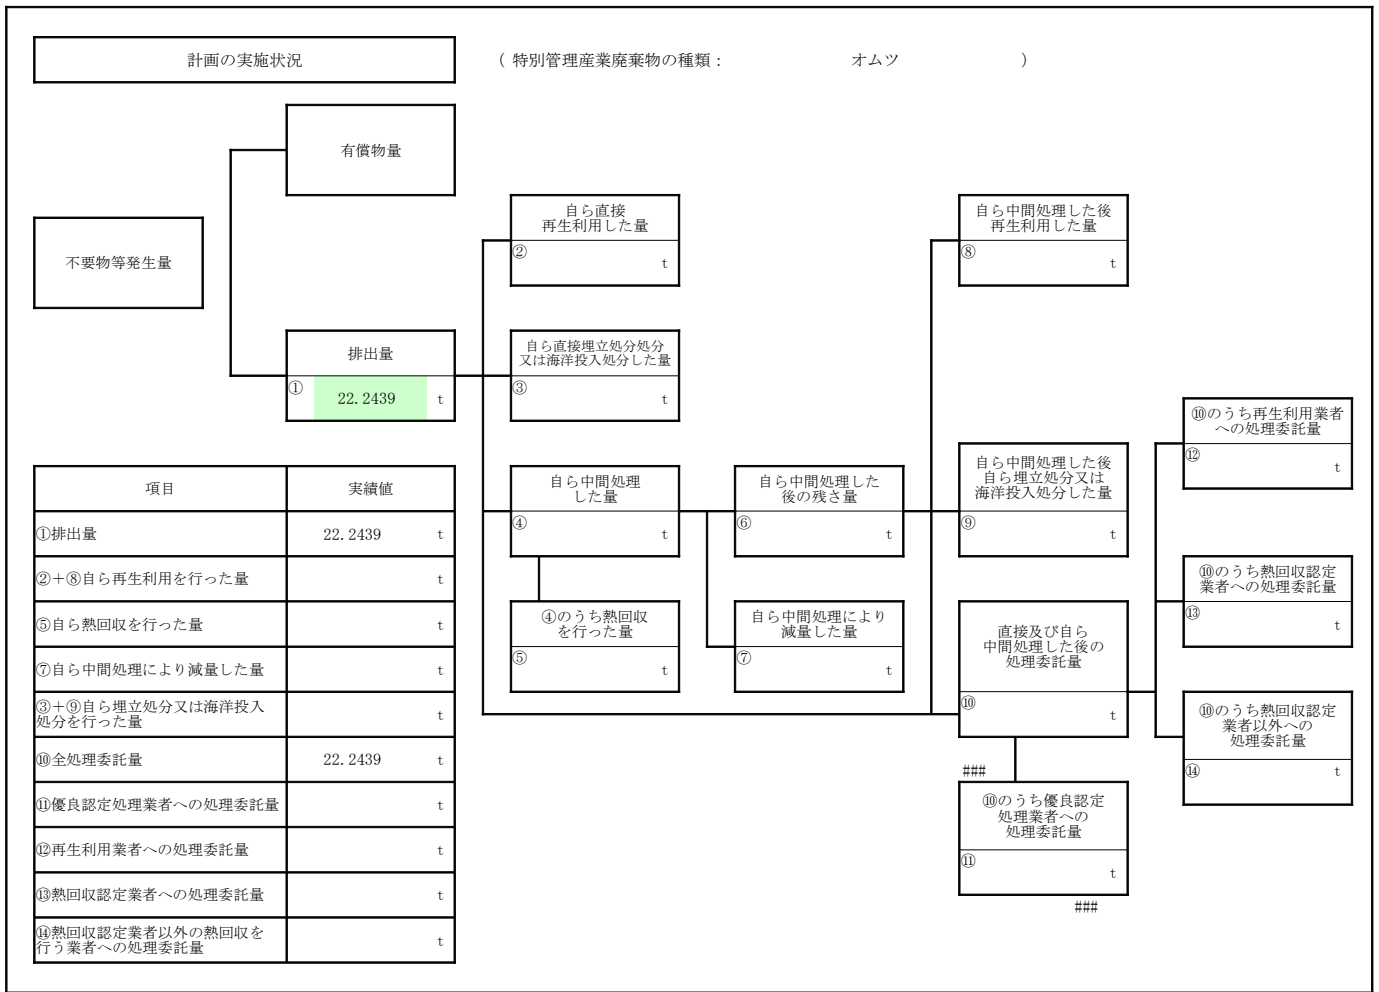 計画の実施状況
( 特別管理産業廃棄物の種類: オムツ )
有償物量
不要物等発生量
排出量
① 22.2439 t
自ら直接
再生利用した量
② t
自ら直接埋立処分処分
又は海洋投入処分した量
③ t
自ら中間処理した後
再生利用した量
⑧ t
自ら中間処理
した量
④ t
自ら中間処理した
後の残さ量
⑥ t
自ら中間処理した後
自ら埋立処分又は
海洋投入処分した量
⑨ t
④のうち熱回収
を行った量
⑤ t
自ら中間処理により
減量した量
⑦ t
直接及び自ら
中間処理した後の
処理委託量
⑩ t
⑩のうち再生利用業者
への処理委託量
⑫ t
⑩のうち熱回収認定
業者への処理委託量
⑬ t
⑩のうち熱回収認定
業者以外への
処理委託量
⑭ t
###
⑩のうち優良認定
処理業者への
処理委託量
⑪ t
###
項目 実績値
①排出量 22.2439 t
②+⑧自ら再生利用を行った量 t
⑤自ら熱回収を行った量 t
⑦自ら中間処理により減量した量 t
③+⑨自ら埋立処分又は海洋投入
処分を行った量 t
⑩全処理委託量 22.2439 t
⑪優良認定処理業者への処理委託量 t
⑫再生利用業者への処理委託量 t
⑬熱回収認定業者への処理委託量 t
⑭熱回収認定業者以外の熱回収を
行う業者への処理委託量 t